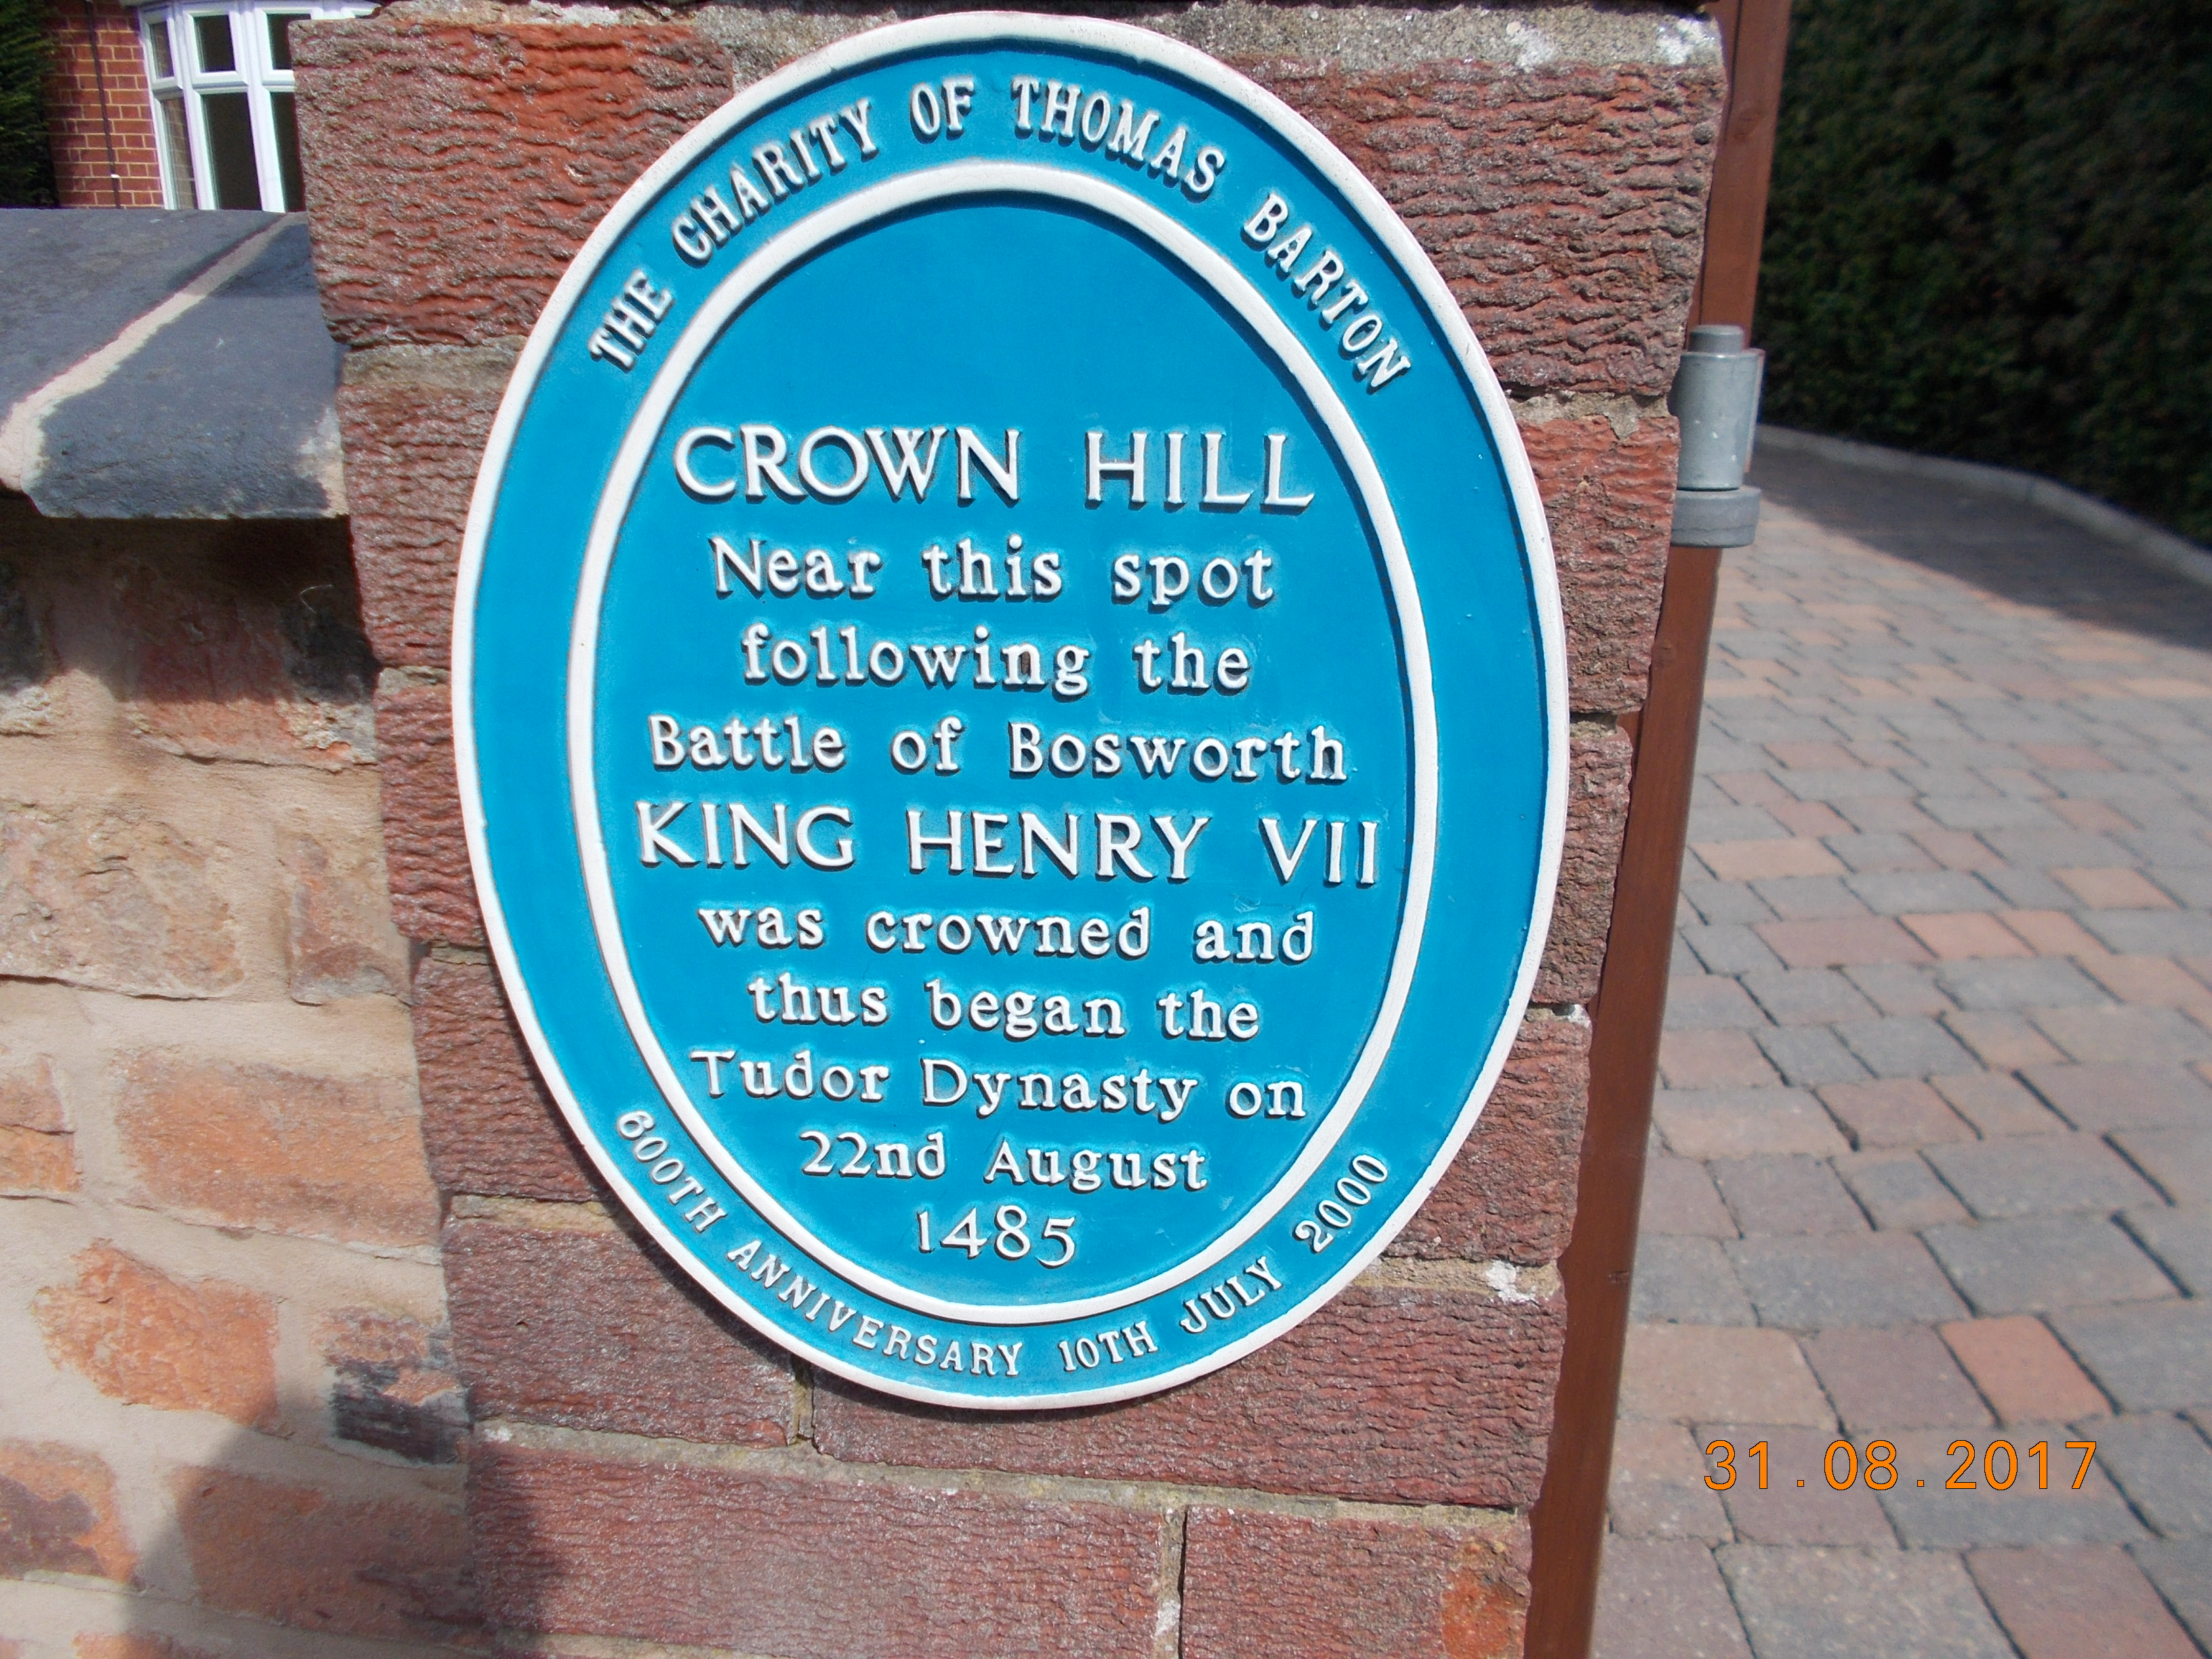 THE CHARITY OF THOMAS BARTON
CROWN HILL
Near this spot
following the
Battle of Bosworth
KING HENRY VII
was crowned and
thus began the
Tudor Dynasty on
22nd August
1485
600TH ANNIVERSARY 10TH JULY 2000
31.08.2017